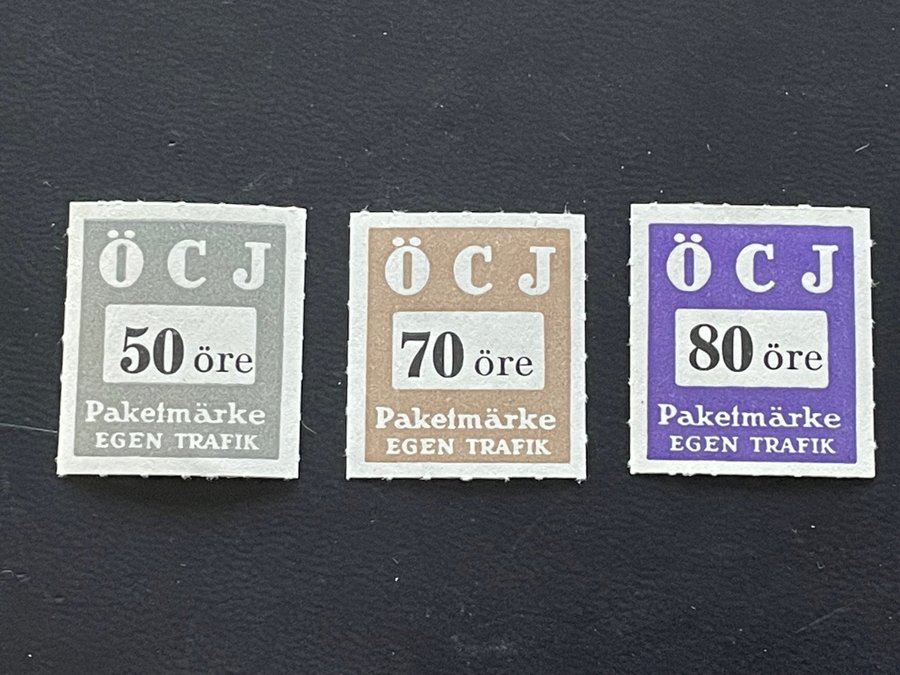 Ö C J
50 öre
Paketmärke
EGEN TRAFIK
Ö C J
70 öre
Paketmärke
EGEN TRAFIK
Ö C J
80 öre
Paketmärke
EGEN TRAFIK